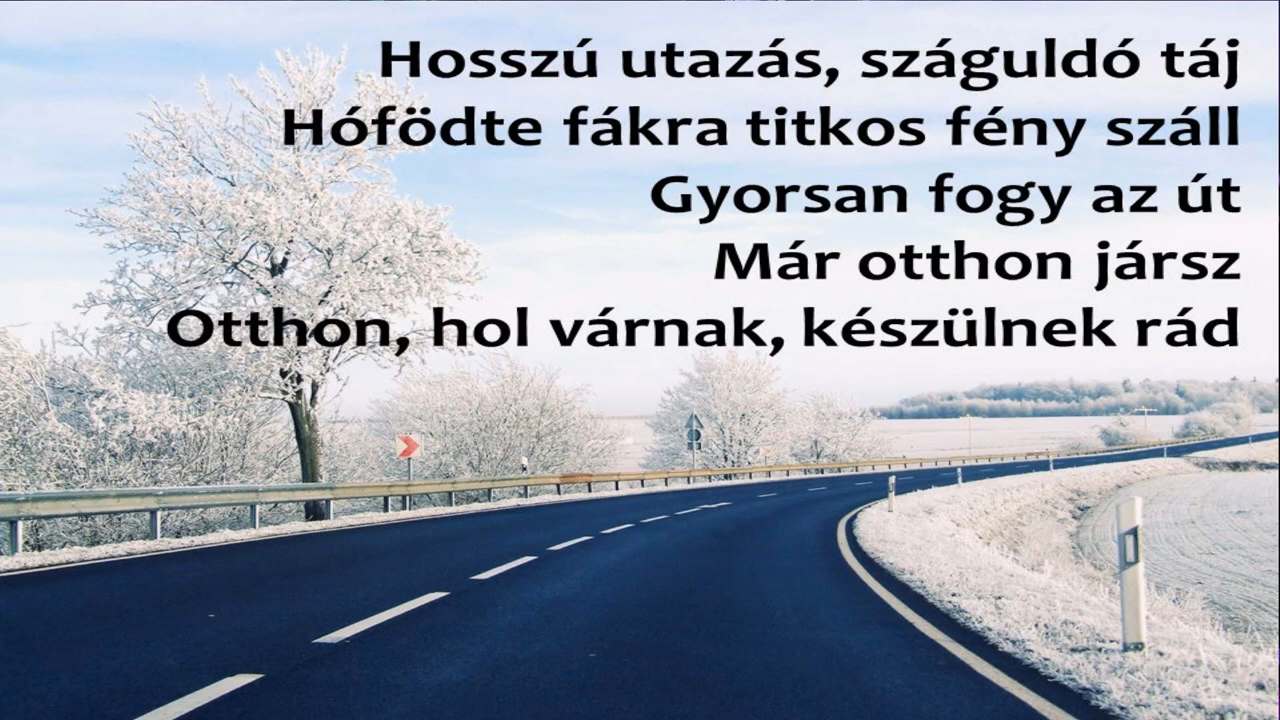 Hosszú utazás, száguldó táj
Hófödte fákra titkos fény száll
Gyorsan fogy az út
Már otthon jársz
Otthon, hol várnak, készülnek rád